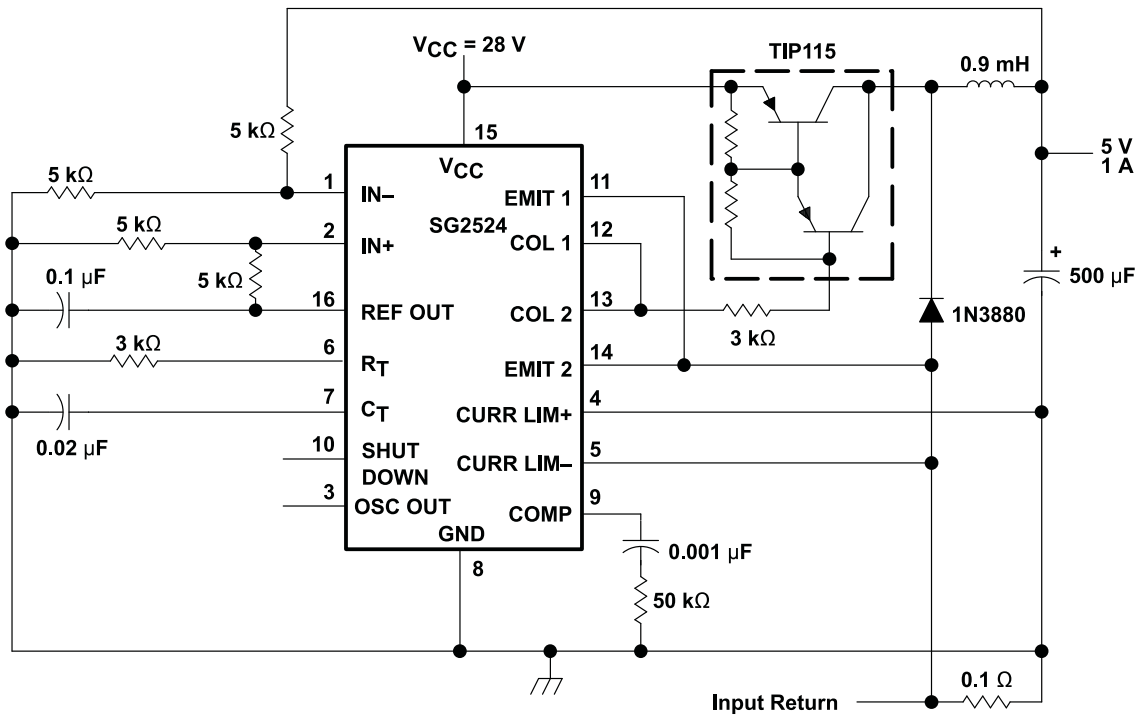 VCC = 28 V
TIP115
0.9 mH
5 kΩ
15
5 V
1 A
5 kΩ
1
IN–
VCC
EMIT 1
11
SG2524
5 kΩ
2
IN+
COL 1
12
0.1 µF
5 kΩ
16
REF OUT
COL 2
13
3 kΩ
+
500 µF
1N3880
3 kΩ
6
RT
EMIT 2
14
7
CT
CURR LIM+
4
0.02 µF
10
SHUT
DOWN
CURR LIM–
5
3
OSC OUT
COMP
9
GND
8
0.001 µF
50 kΩ
0.1 Ω
Input Return